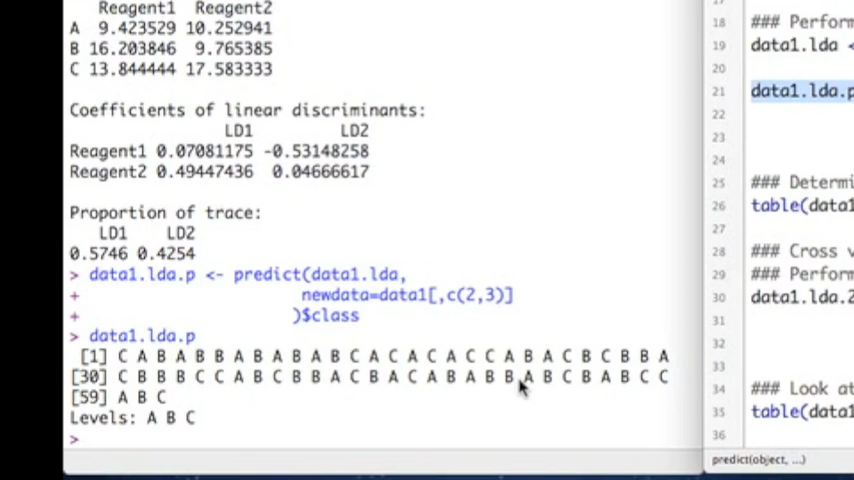 Reagent1 Reagent2
A 9.423529 10.252941
B 16.203846 9.765385
C 13.844444 17.583333
Coefficients of linear discriminants:
LD1 LD2
Reagent1 0.07081175 -0.53148258
Reagent2 0.49447436 0.04666617
Proportion of trace:
LD1 LD2
0.5746 0.4254
> data1.lda.p <- predict(data1.lda,
+ newdata=data1[,c(2,3)]
+ )$class
> data1.lda.p
[1] C A B A B B A B A B A B C A C A C A C C A B A C B C B B A
[30] C B B B C C A B C B B A C B A C A B A B B A B C B A B C C
[59] A B C
Levels: A B C
>
18 ### Perform
19 data1.lda <
20
21 data1.lda.p
22
23
24
25 ### Determi
26 table(data1
27
28 ### Cross v
29 ### Perform
30 data1.lda.2
31
32
33
34 ### Look at
35 table(data1
36
predict(object, ...)